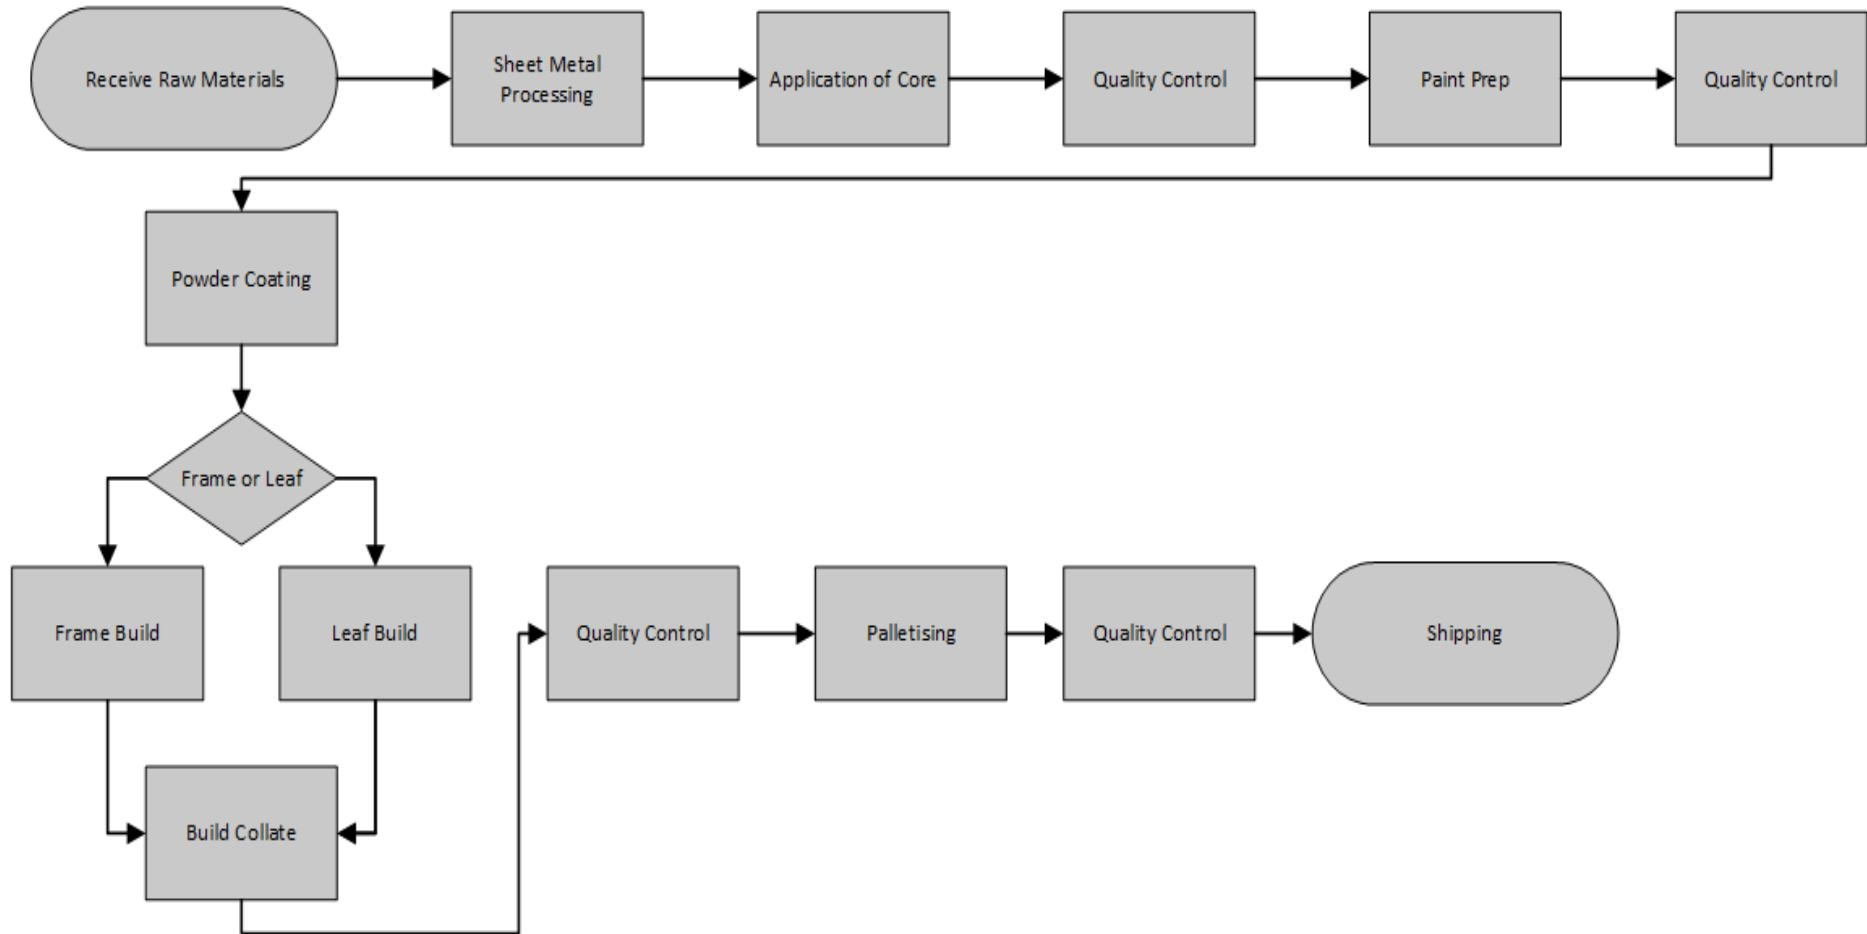 Receive Raw Materials
Sheet Metal
Processing
Application of Core
Quality Control
Paint Prep
Quality Control
Powder Coating
Frame or Leaf
Frame Build
Leaf Build
Quality Control
Palletising
Quality Control
Shipping
Build Collate